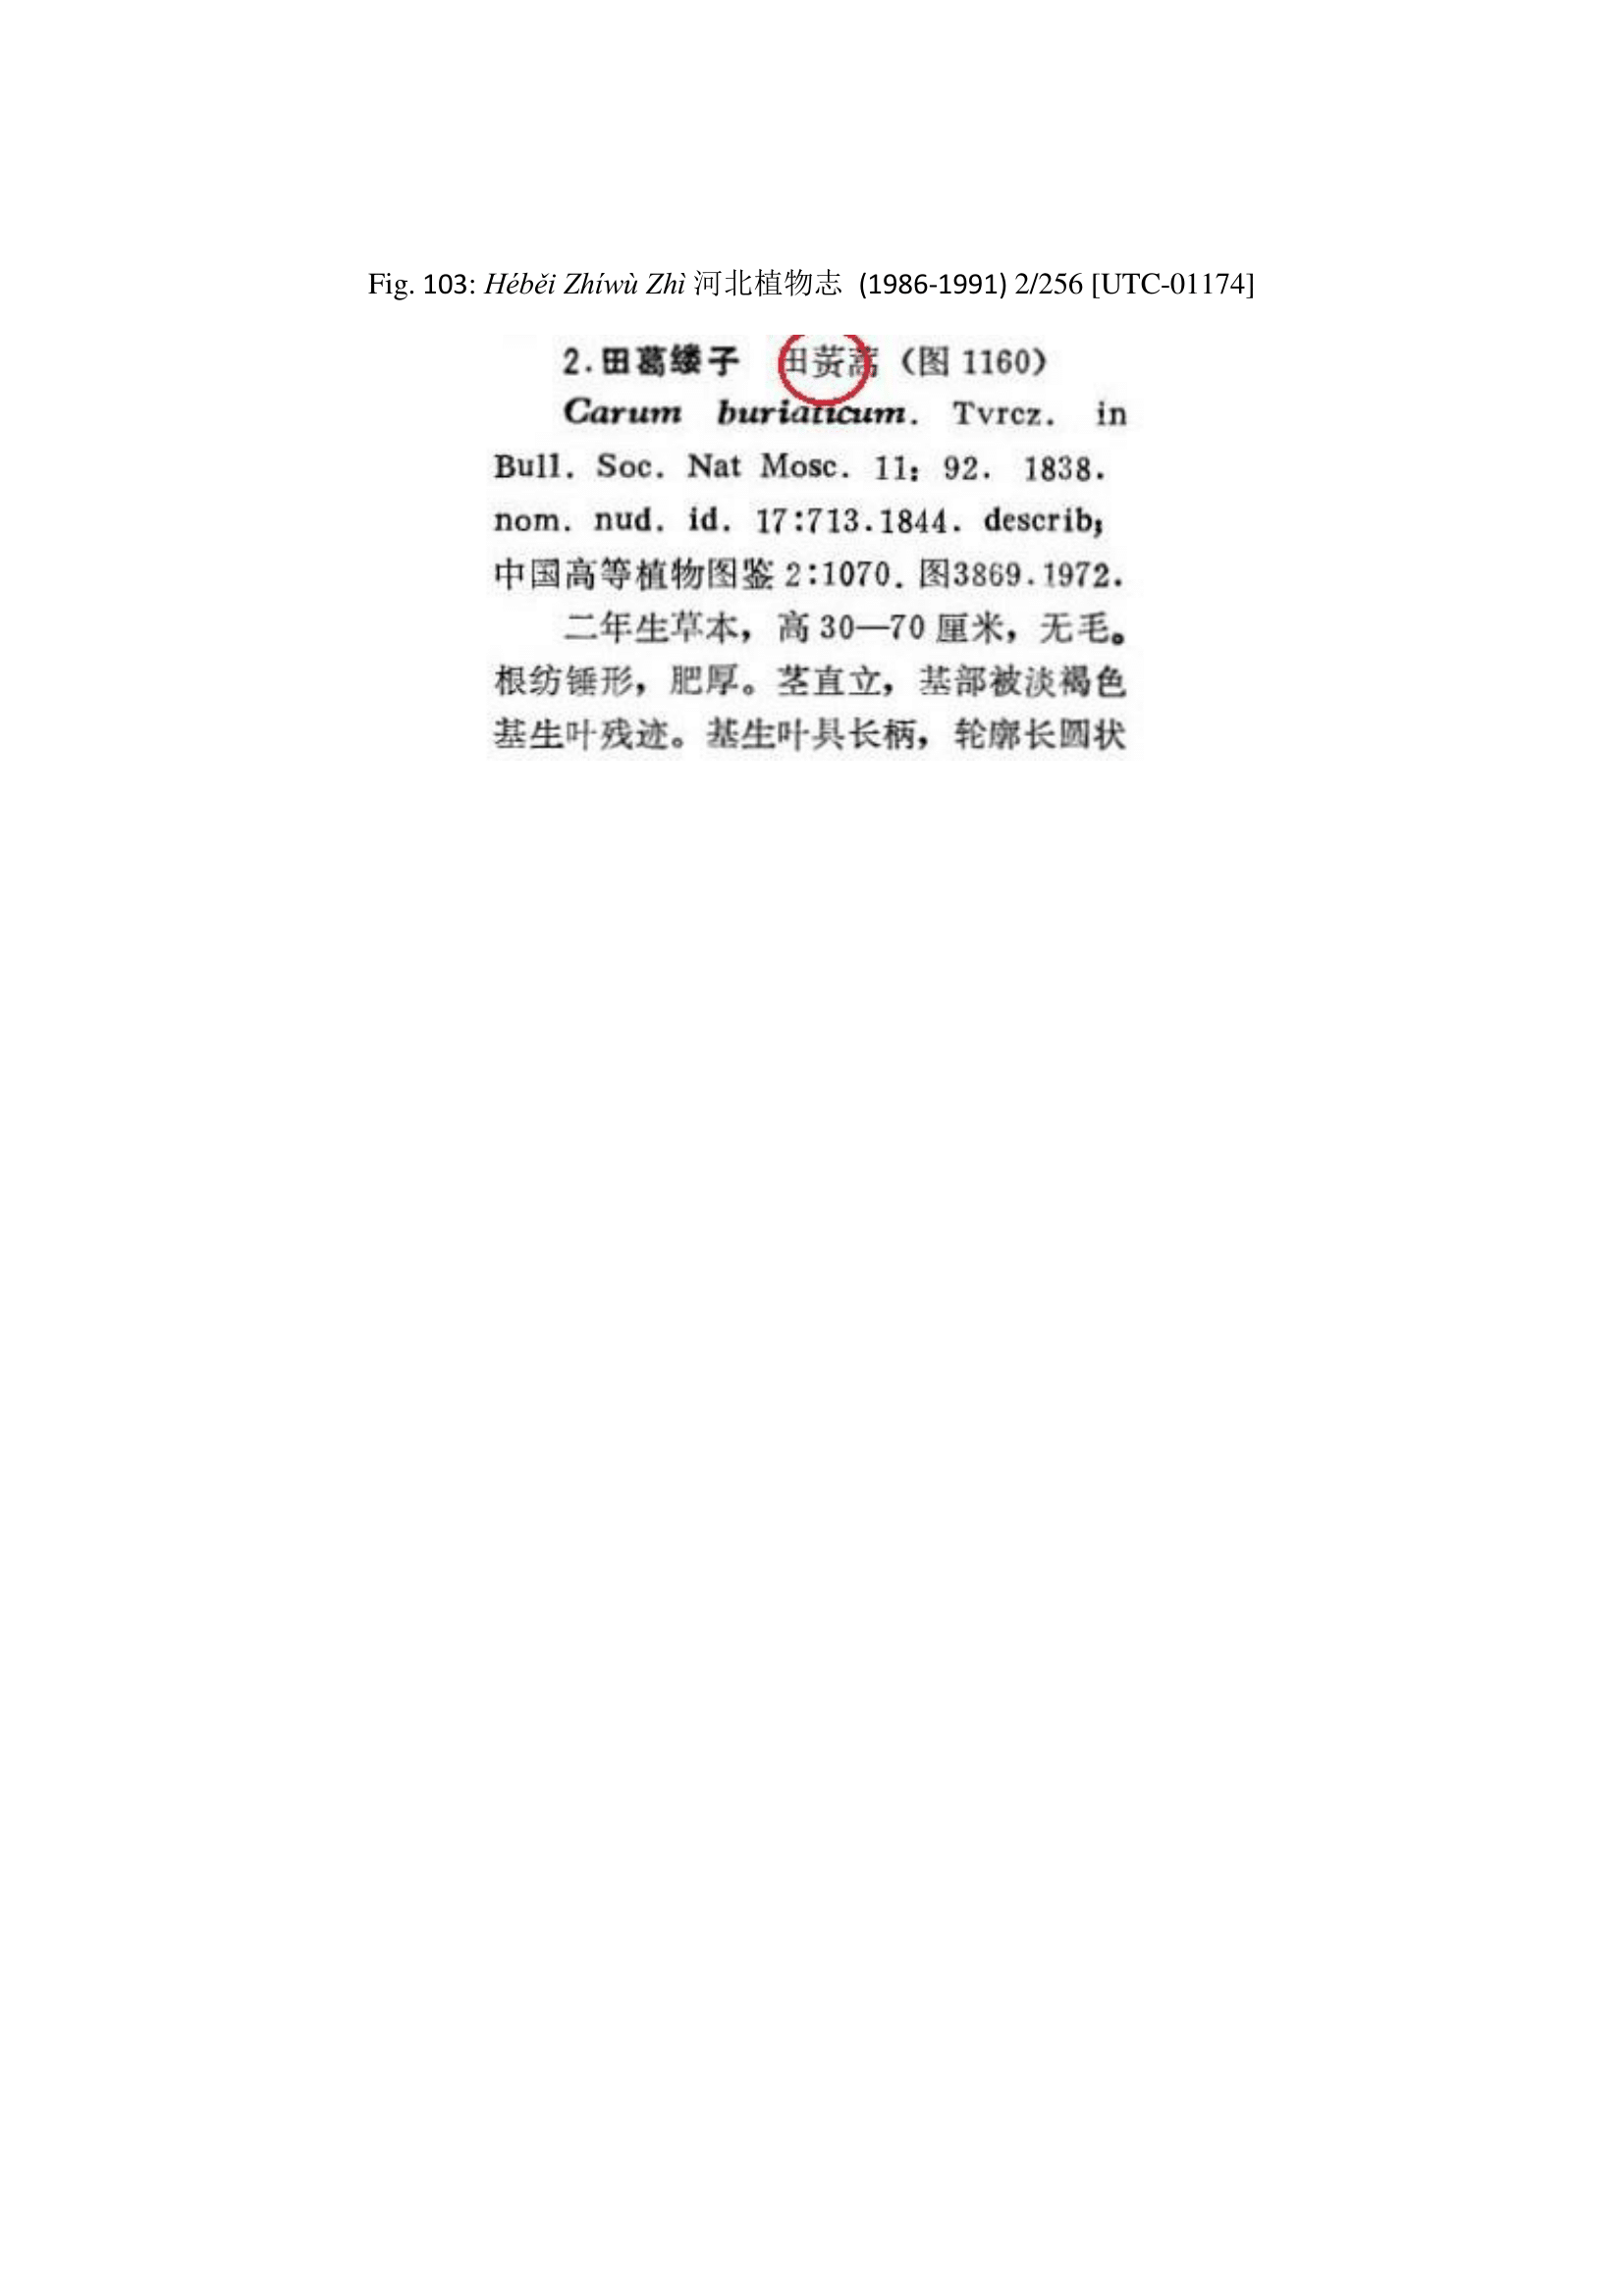 Fig. 103: Héběi Zhíwù Zhì 河北植物志 (1986-1991) 2/256 [UTC-01174]
2.田葛缕子 田蒿（图 1160）
Carum buriaticum. Tvrcz. in
Bull. Soc. Nat Mosc. 11: 92. 1838.
nom. nud. id. 17:713.1844. describ;
中国高等植物图鉴 2:1070. 图3869.1972.
二年生草本，高 30—70 厘米，无毛。
根纺锤形，肥厚。茎直立，基部被淡褐色
基生叶残迹。基生叶具长柄，轮廓长圆状